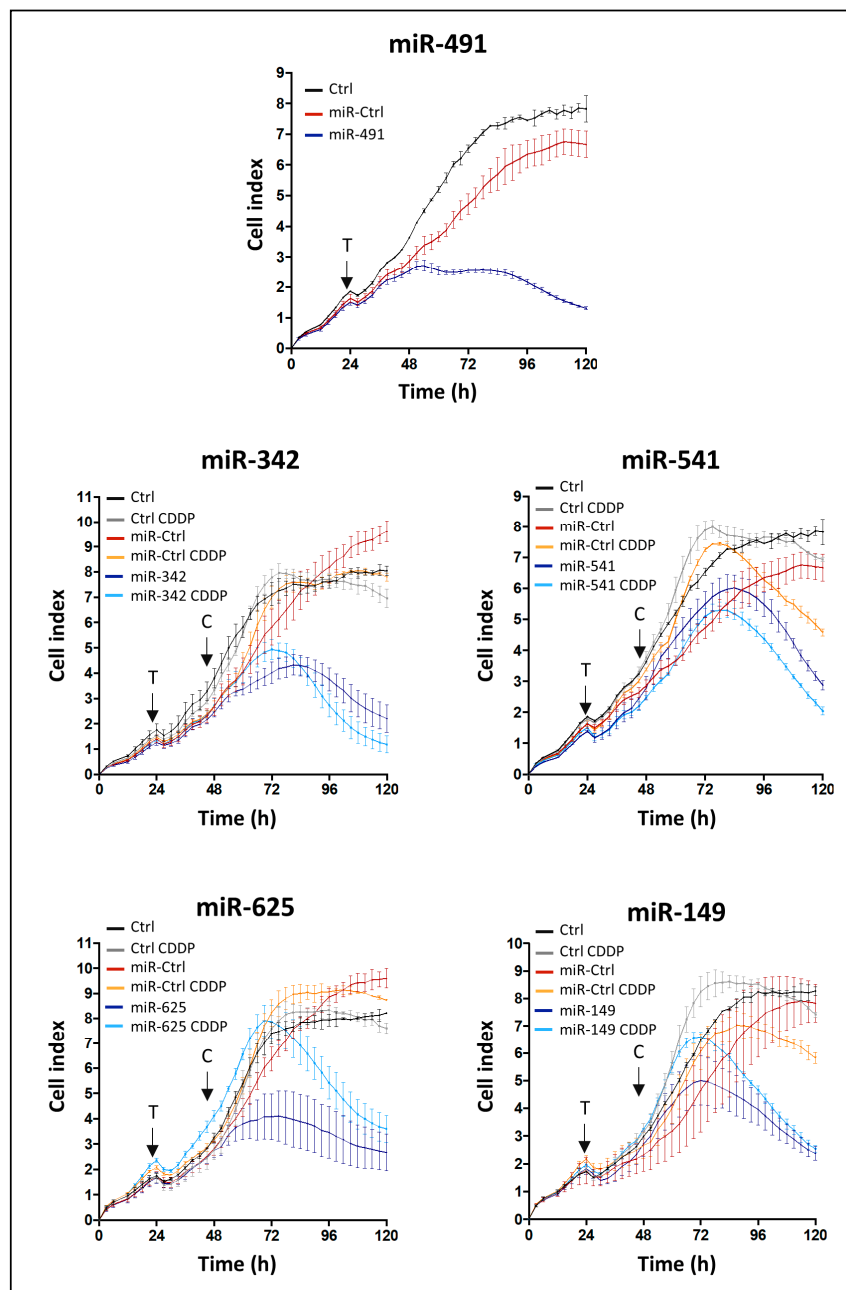 miR-491
9
8
7
6
5
4
3
2
1
0
Cell index
Ctrl
miR-Ctrl
miR-491
T
0 24 48 72 96 120
Time (h)
miR-342
11
10
9
8
7
6
5
4
3
2
1
0
Cell index
Ctrl
Ctrl CDDP
miR-Ctrl
miR-Ctrl CDDP
miR-342
miR-342 CDDP
C
T
0 24 48 72 96 120
Time (h)
miR-541
9
8
7
6
5
4
3
2
1
0
Cell index
Ctrl
Ctrl CDDP
miR-Ctrl
miR-Ctrl CDDP
miR-541
miR-541 CDDP
C
T
0 24 48 72 96 120
Time (h)
miR-625
11
10
9
8
7
6
5
4
3
2
1
0
Cell index
Ctrl
Ctrl CDDP
miR-Ctrl
miR-Ctrl CDDP
miR-625
miR-625 CDDP
C
T
0 24 48 72 96 120
Time (h)
miR-149
10
9
8
7
6
5
4
3
2
1
0
Cell index
Ctrl
Ctrl CDDP
miR-Ctrl
miR-Ctrl CDDP
miR-149
miR-149 CDDP
C
T
0 24 48 72 96 120
Time (h)